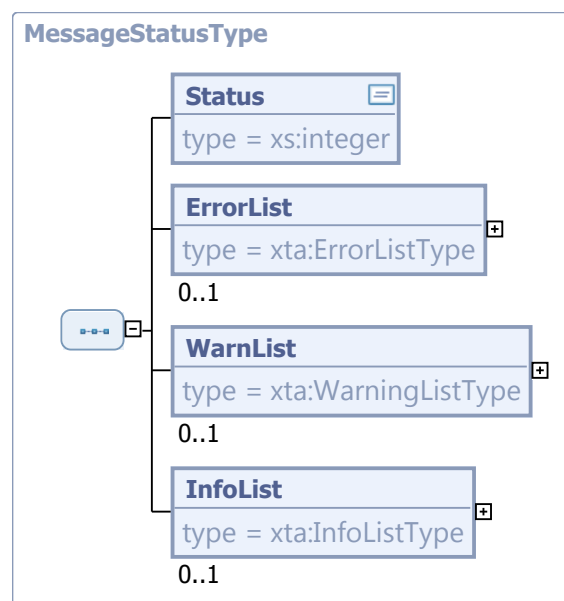 MessageStatusType
Status
type = xs:integer
ErrorList
type = xta:ErrorListType
0..1
WarnList
type = xta:WarningListType
0..1
InfoList
type = xta:InfoListType
0..1